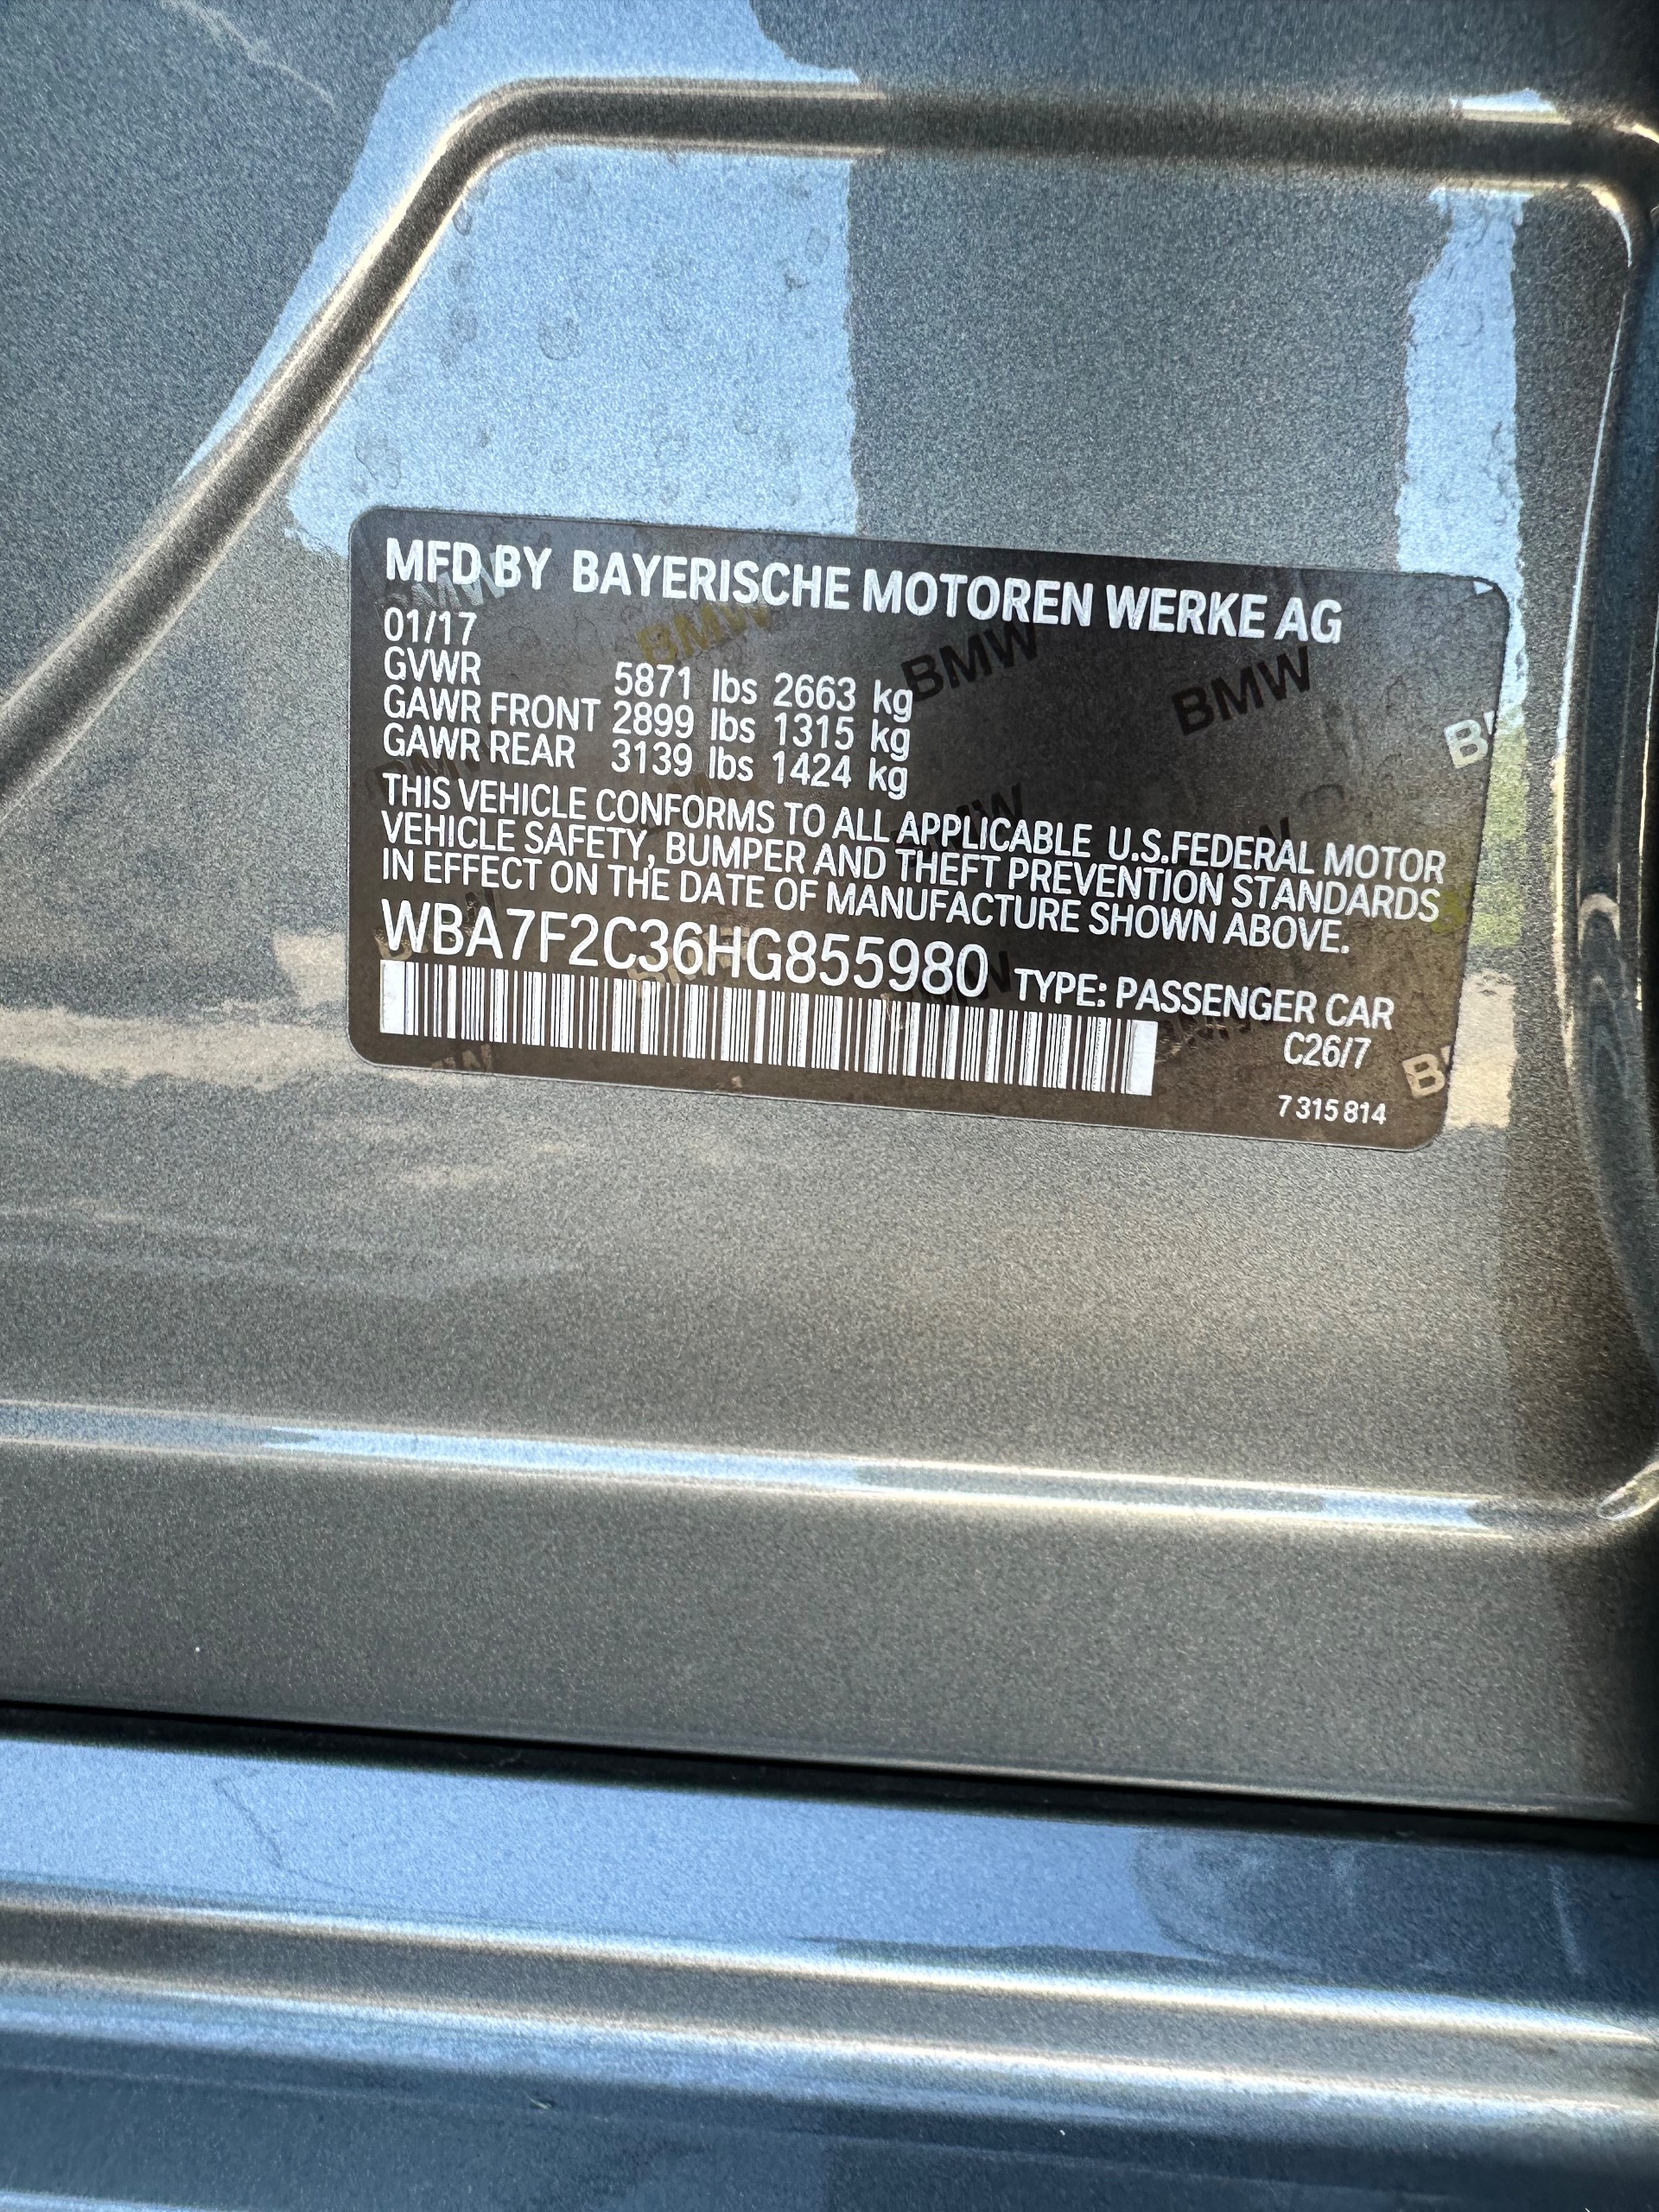 MFD BY BAYERISCHE MOTOREN WERKE AG
01/17
GVWR 5871 lbs 2663 kg
GAWR FRONT 2899 lbs 1315 kg
GAWR REAR 3139 lbs 1424 kg
THIS VEHICLE CONFORMS TO ALL APPLICABLE U.S.FEDERAL MOTOR
VEHICLE SAFETY, BUMPER AND THEFT PREVENTION STANDARDS
IN EFFECT ON THE DATE OF MANUFACTURE SHOWN ABOVE.
WBA7F2C36HG855980 TYPE: PASSENGER CAR
C26/7
7 315 814
BMW
BMW
BMW